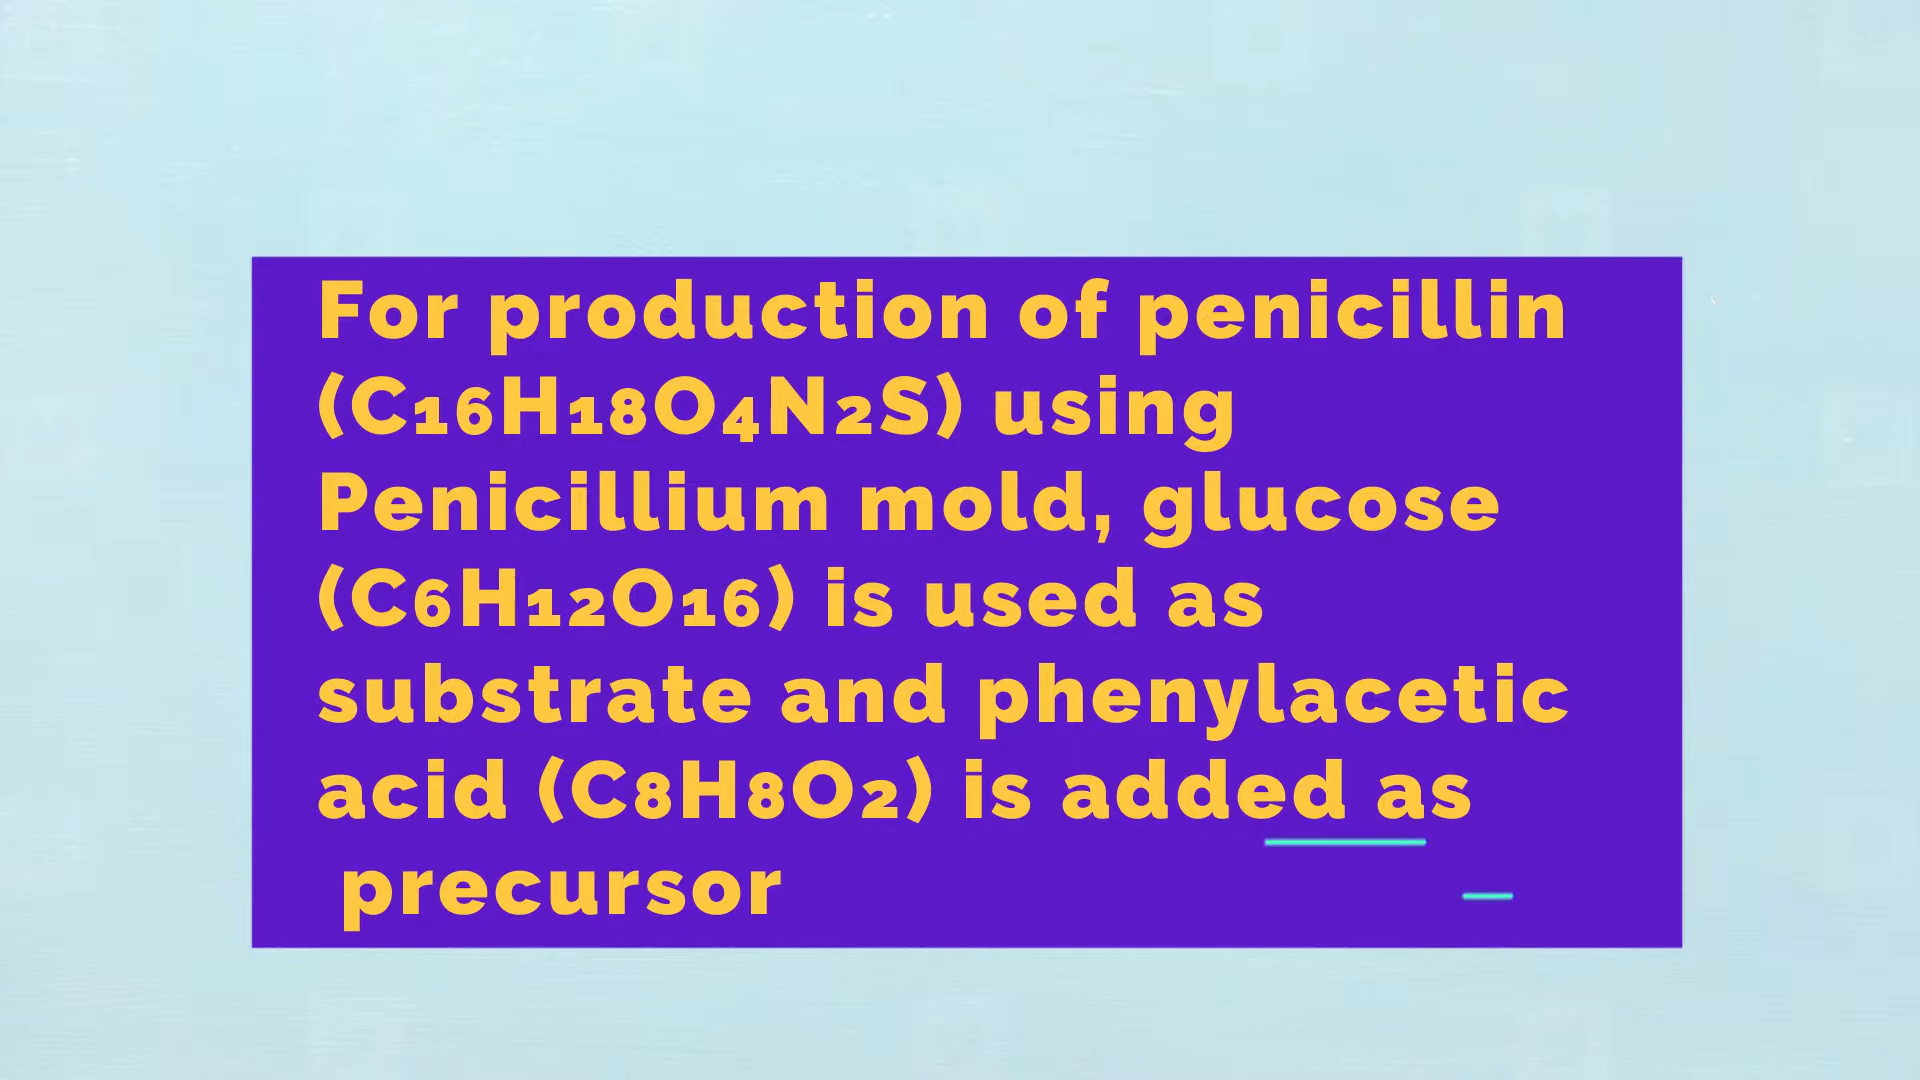 For production of penicillin
(C16H18O4N2S) using
Penicillium mold, glucose
(C6H12O16) is used as
substrate and phenylacetic
acid (C8H8O2) is added as
precursor